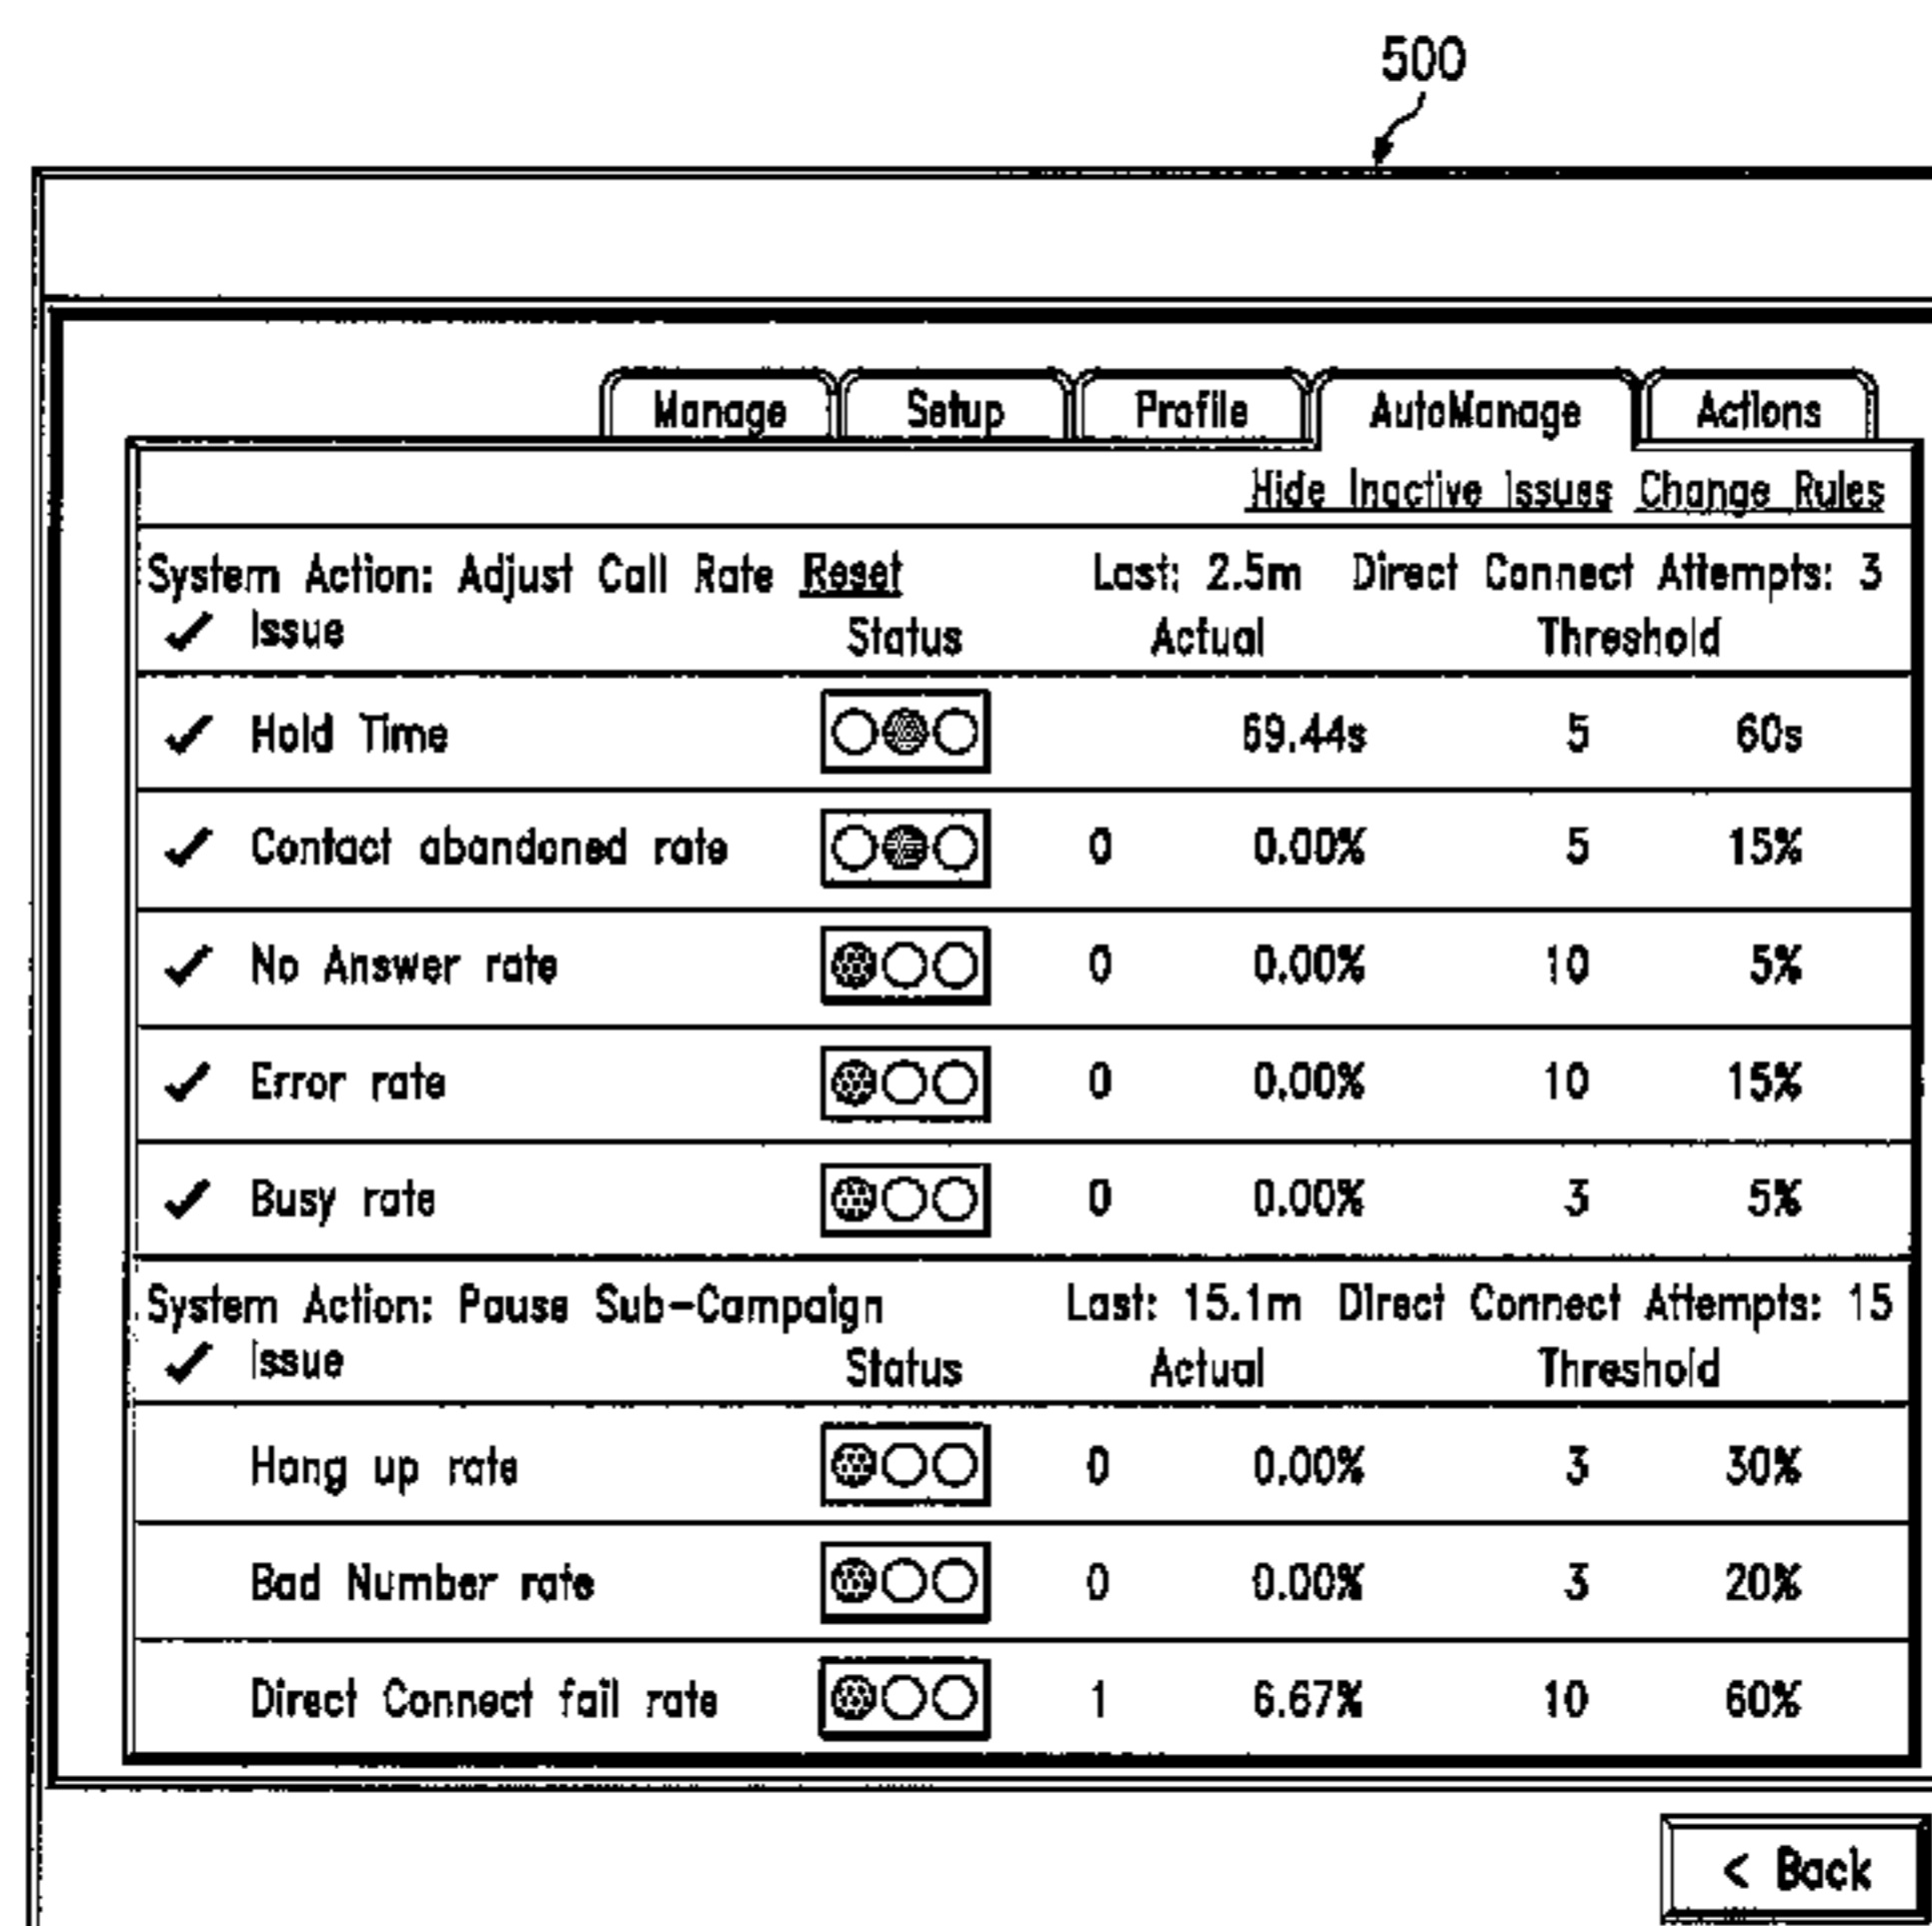 500
Manage Setup Profile AutoManage Actions
Hide Inactive Issues Change Rules
System Action: Adjust Call Rate Reset Last: 2.5m Direct Connect Attempts: 3
✓ Issue Status Actual Threshold
✓ Hold Time 69.44s 5 60s
✓ Contact abandoned rate 0 0.00% 5 15%
✓ No Answer rate 0 0.00% 10 5%
✓ Error rate 0 0.00% 10 15%
✓ Busy rate 0 0.00% 3 5%
System Action: Pause Sub-Campaign Last: 15.1m Direct Connect Attempts: 15
✓ Issue Status Actual Threshold
Hang up rate 0 0.00% 3 30%
Bad Number rate 0 0.00% 3 20%
Direct Connect fail rate 1 6.67% 10 60%
< Back